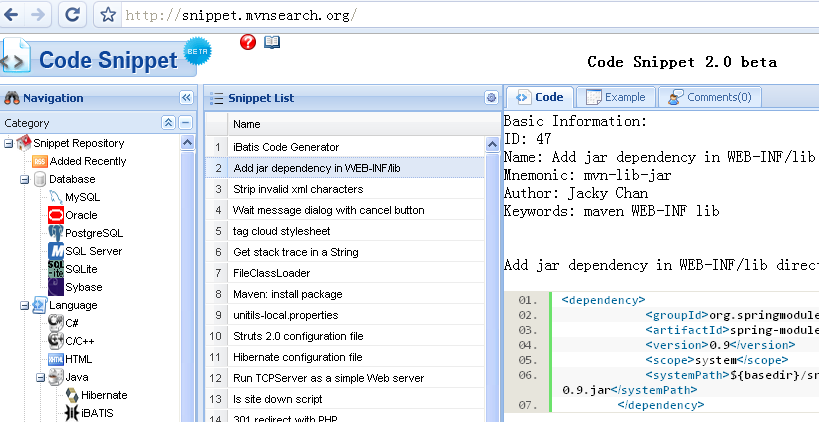 http://snippet.mvnsearch.org/
Code Snippet
BETA
Code Snippet 2.0 beta
Navigation
Category
Snippet Repository
Added Recently
Database
MySQL
Oracle
PostgreSQL
SQL Server
SQLite
Sybase
Language
C#
C/C++
HTML
Java
Hibernate
iBATIS
Snippet List
Name
1 iBatis Code Generator
2 Add jar dependency in WEB-INF/lib
3 Strip invalid xml characters
4 Wait message dialog with cancel button
5 tag cloud stylesheet
6 Get stack trace in a String
7 FileClassLoader
8 Maven: install package
9 unitils-local.properties
10 Struts 2.0 configuration file
11 Hibernate configuration file
12 Run TCPServer as a simple Web server
13 Is site down script
14 301 redirect with PHP
Code Example Comments(0)
Basic Information:
ID: 47
Name: Add jar dependency in WEB-INF/lib
Mnemonic: mvn-lib-jar
Author: Jacky Chan
Keywords: maven WEB-INF lib
Add jar dependency in WEB-INF/lib direct
01. <dependency>
02. <groupId>org.springmodule
03. <artifactId>spring-module
04. <version>0.9</version>
05. <scope>system</scope>
06. <systemPath>${basedir}/sr
0.9.jar</systemPath>
07. </dependency>